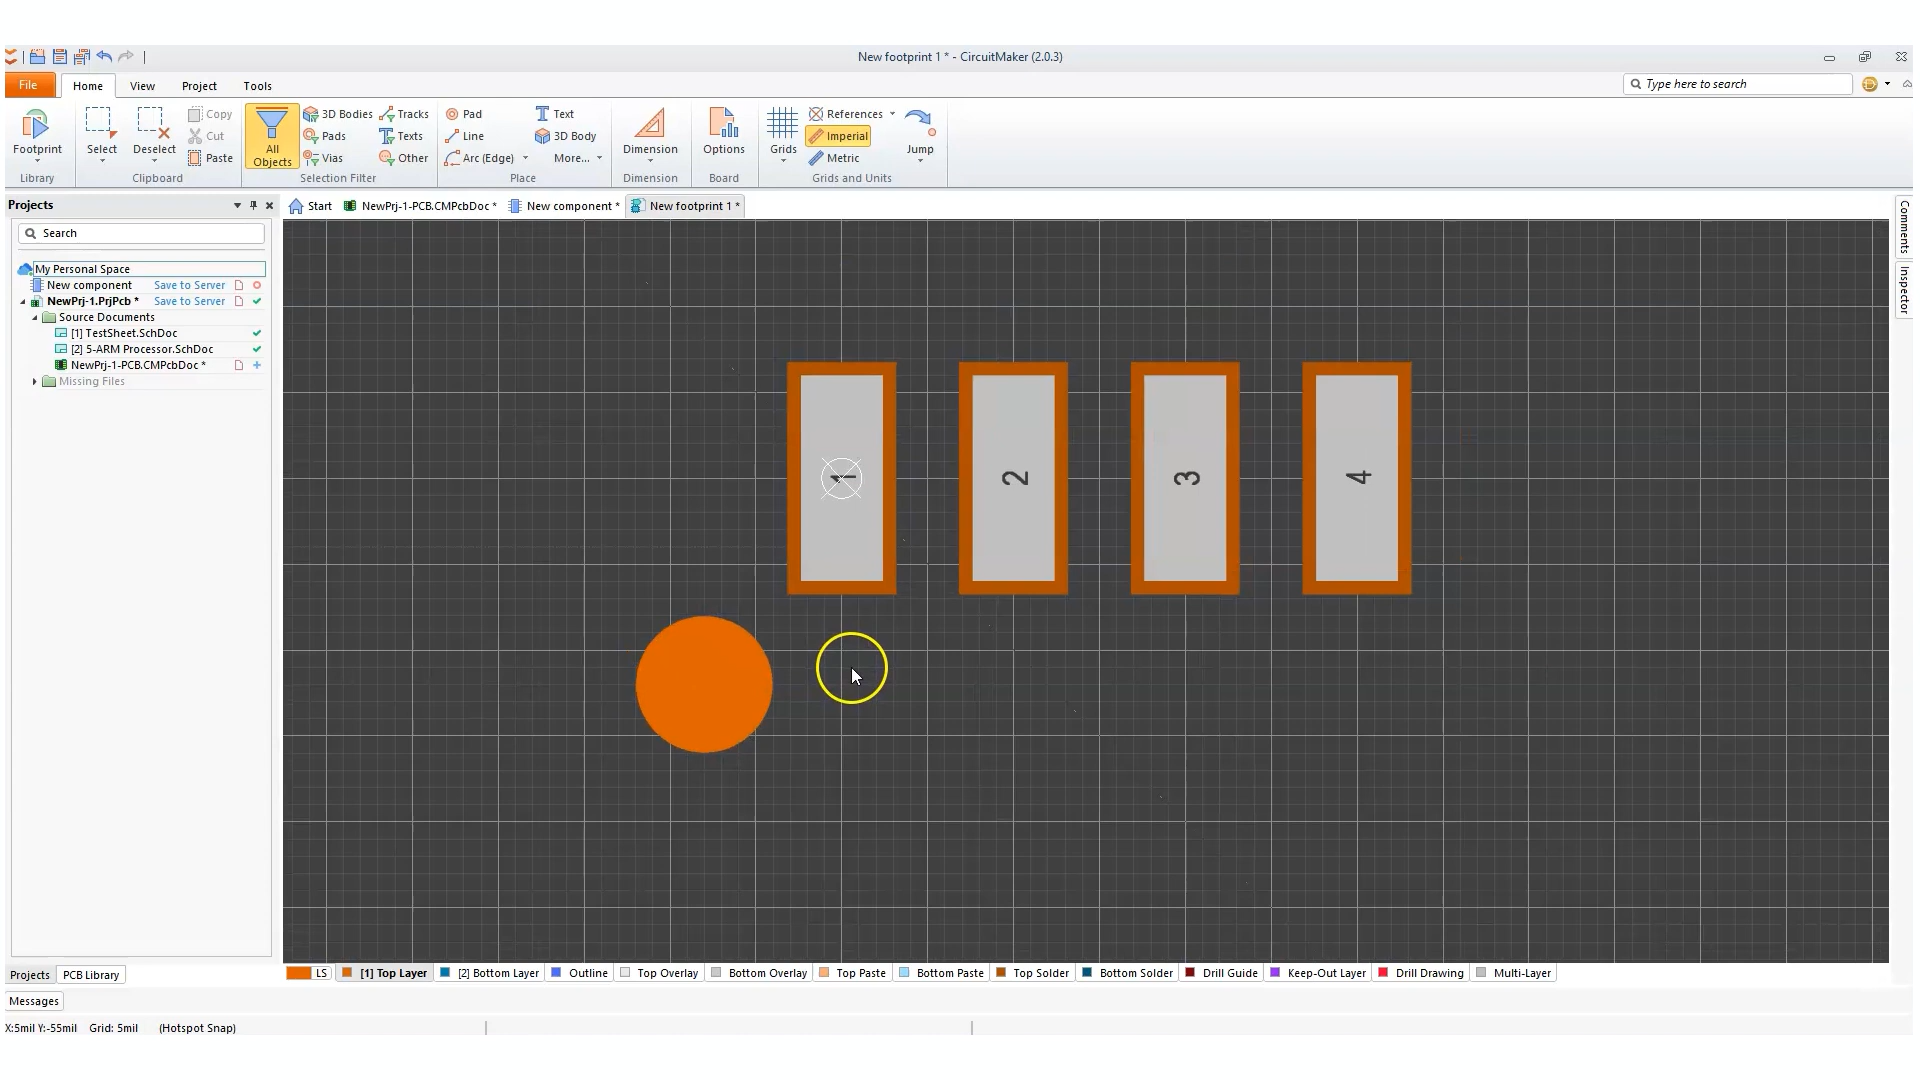 New footprint 1 * - CircuitMaker (2.0.3)
File Home View Project Tools
Type here to search
Footprint
Library
Select
Deselect
Copy
Cut
Paste
Clipboard
All Objects
3D Bodies
Pads
Vias
Tracks
Texts
Other
Selection Filter
Pad
Line
Arc (Edge)
Text
3D Body
More...
Place
Dimension
Dimension
Options
Board
Grids
References
Imperial
Metric
Jump
Grids and Units
Projects
Search
My Personal Space
New component Save to Server
NewPrj-1.PrjPcb * Save to Server
Source Documents
[1] TestSheet.SchDoc
[2] 5-ARM Processor.SchDoc
NewPrj-1-PCB.CMPcbDoc *
Missing Files
Start NewPrj-1-PCB.CMPcbDoc * New component * New footprint 1 *
Comments
Inspector
1 2 3 4
Projects PCB Library
LS [1] Top Layer [2] Bottom Layer Outline Top Overlay Bottom Overlay Top Paste Bottom Paste Top Solder Bottom Solder Drill Guide Keep-Out Layer Drill Drawing Multi-Layer
Messages
X:5mil Y:-55mil Grid: 5mil (Hotspot Snap)